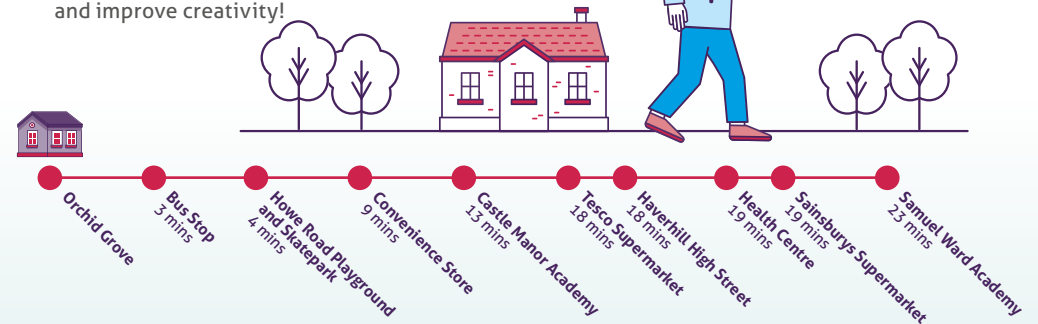 and improve creativity!
Orchid Grove
Bus Stop
3 mins
Howe Road Playground
and Skatepark
4 mins
Convenience Store
9 mins
Castle Manor Academy
13 mins
Tesco Supermarket
18 mins
Haverhill High Street
18 mins
Health Centre
19 mins
Sainsburys Supermarket
19 mins
Samuel Ward Academy
23 mins